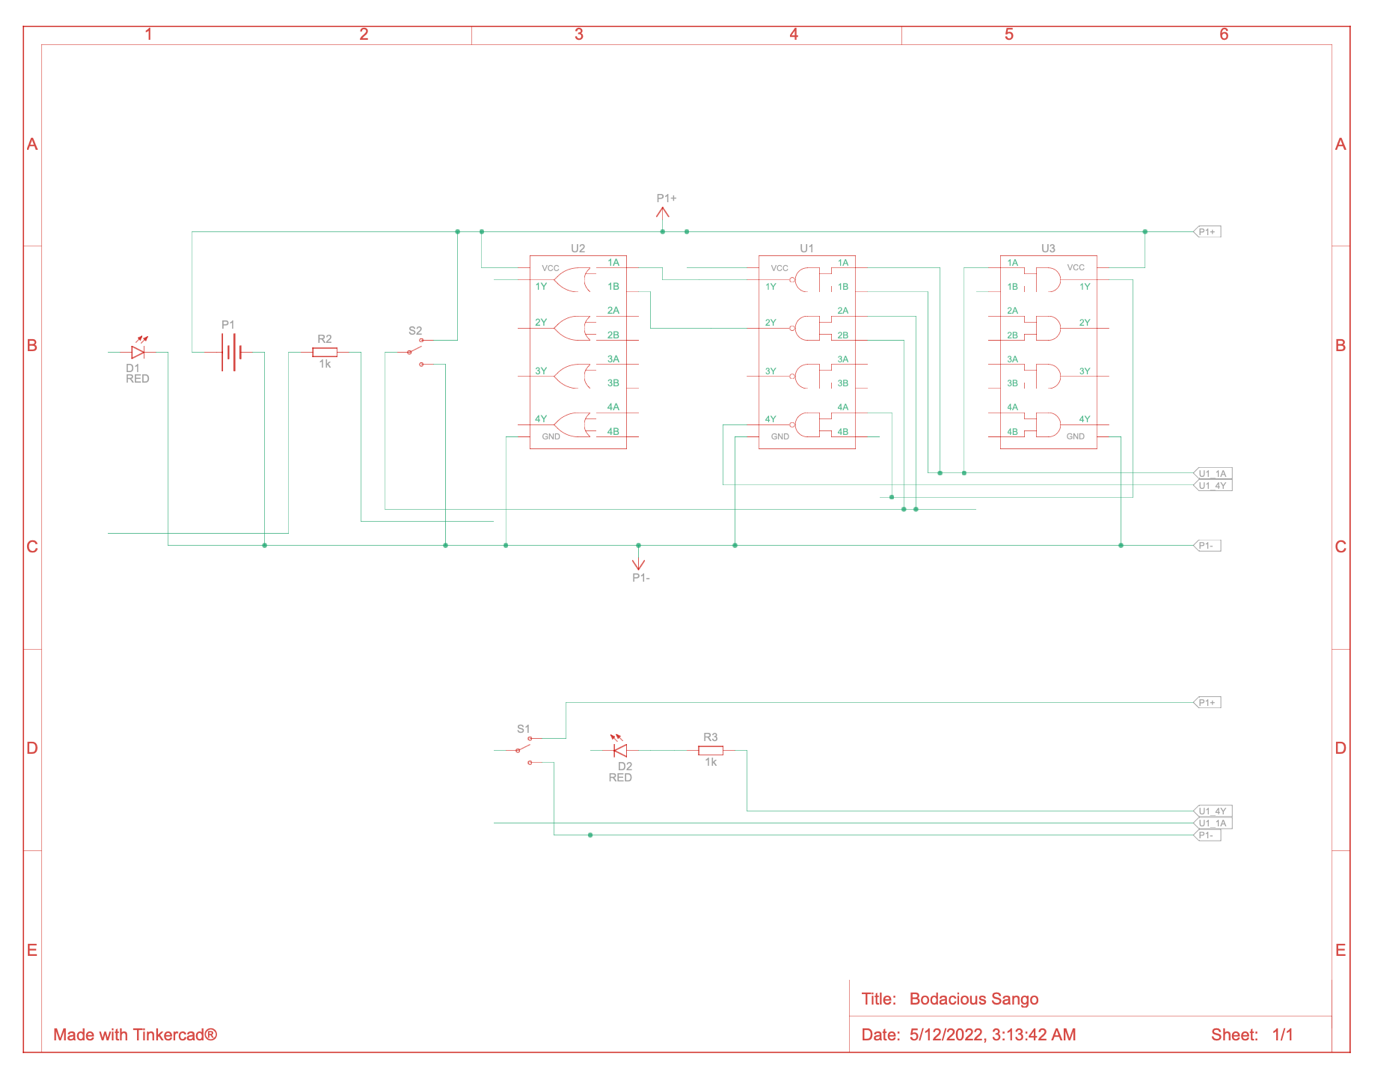 1 2 3 4 5 6
A A
P1+
P1+
U2 U1 U3
VCC 1A VCC 1A 1A VCC
1Y 1B 1Y 1B 1B 1Y
2A 2A 2A
2Y 2Y 2Y
2B 2B 2B
P1 R2 S2
B B
1k
3A 3A 3A
D1 3Y 3Y 3Y
RED 3B 3B 3B
4A 4A 4A
4Y 4Y 4Y
GND 4B GND 4B 4B GND
U1_1A
U1_4Y
C C
P1-
P1-
P1+
S1 R3
D D
D2 1k
RED
U1_4Y
U1_1A
P1-
E E
Title: Bodacious Sango
Made with Tinkercad® Date: 5/12/2022, 3:13:42 AM Sheet: 1/1